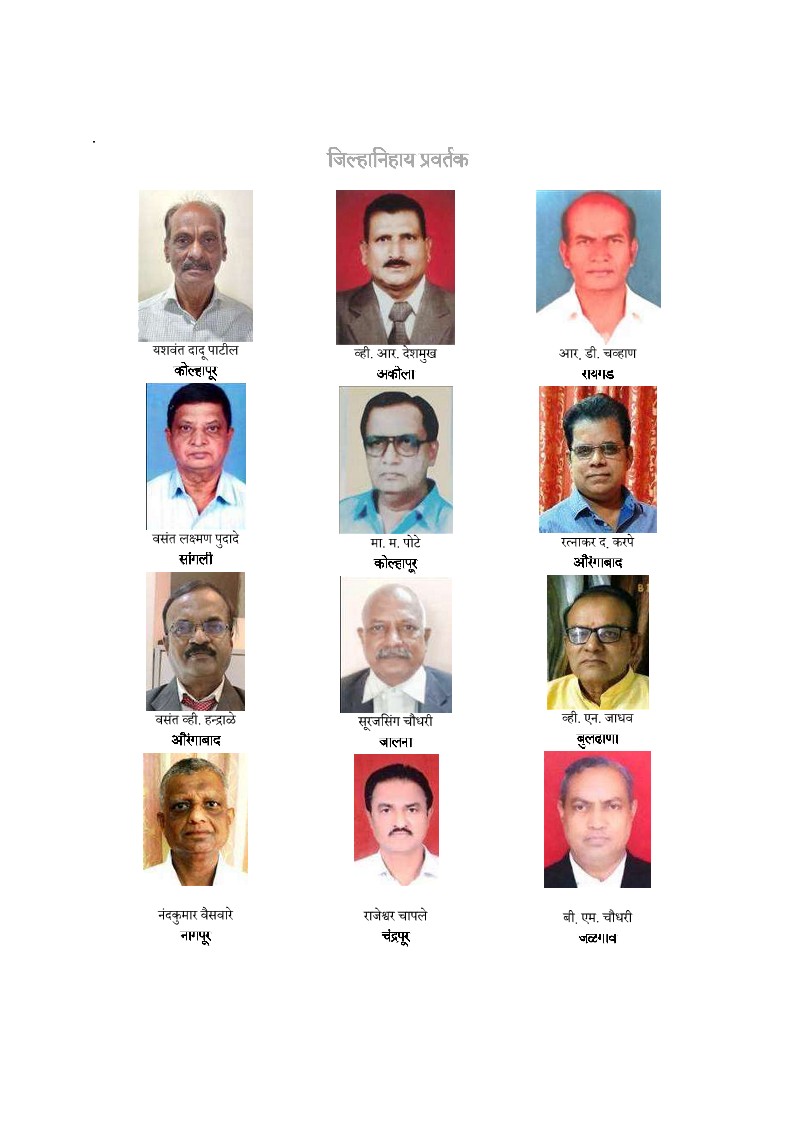 .
जिल्हानिहाय प्रवर्तक
यशवंत दादू पाटील
कोल्हापूर
व्ही. आर. देशमुख
अकोला
आर. डी. चव्हाण
रायगड
वसंत लक्ष्मण पुदादे
सांगली
मा. म. पोटे
कोल्हापूर
रत्नाकर द. करपे
औरंगाबाद
वसंत व्ही. हन्द्राळे
औरंगाबाद
सूरजसिंग चौधरी
जालना
व्ही. एन. जाधव
बुलढाणा
नंदकुमार वैसवारे
नागपूर
राजेश्वर चापले
चंद्रपूर
बी. एम. चौधरी
जळगाव